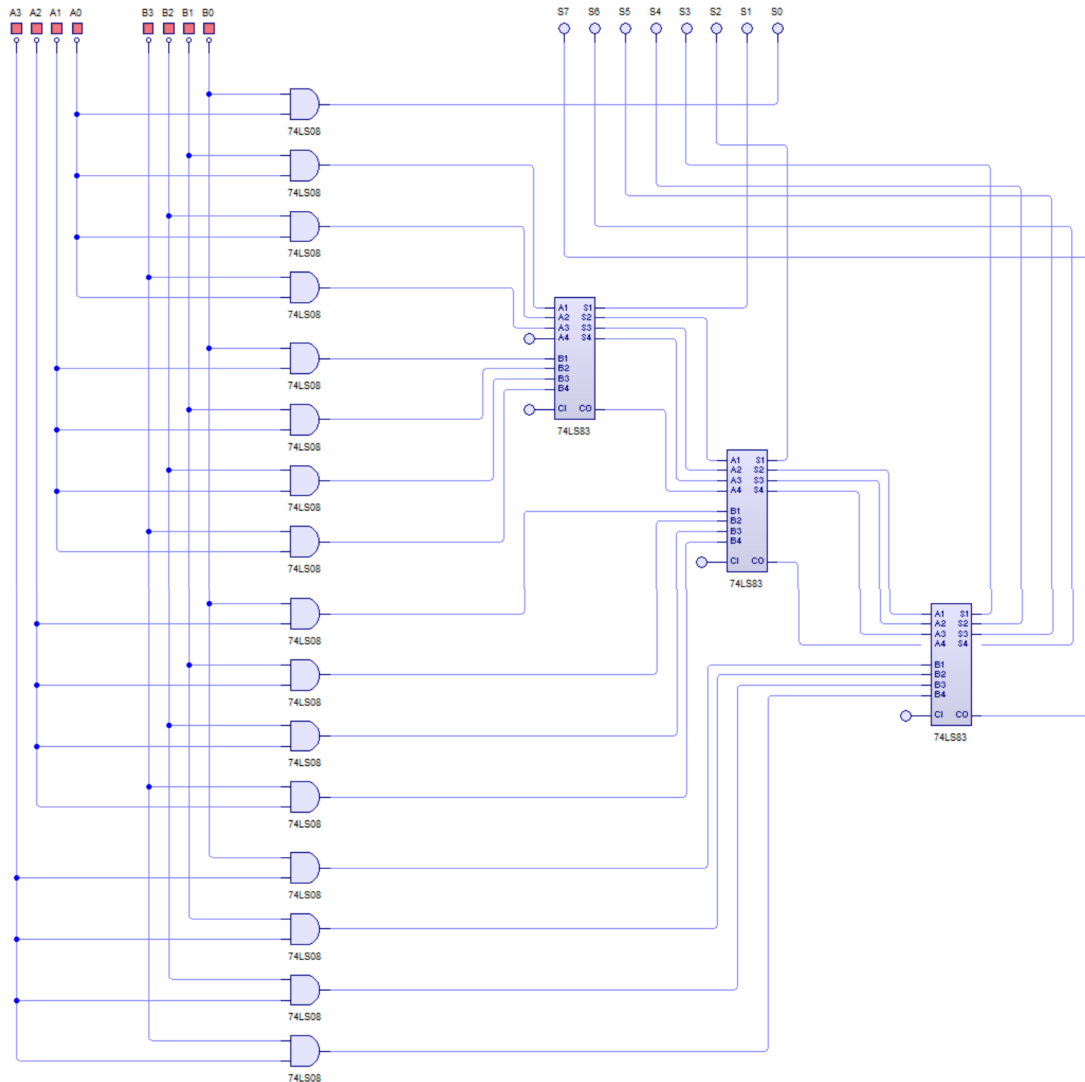 A3 A2 A1 A0 B3 B2 B1 B0 S7 S6 S5 S4 S3 S2 S1 S0
74LS08
74LS08
74LS08
74LS08
A1 S1
A2 S2
A3 S3
A4 S4
B1
B2
B3
B4
CI CO
74LS83
74LS08
74LS08
74LS08
74LS08
A1 S1
A2 S2
A3 S3
A4 S4
B1
B2
B3
B4
CI CO
74LS83
74LS08
74LS08
74LS08
74LS08
A1 S1
A2 S2
A3 S3
A4 S4
B1
B2
B3
B4
CI CO
74LS83
74LS08
74LS08
74LS08
74LS08